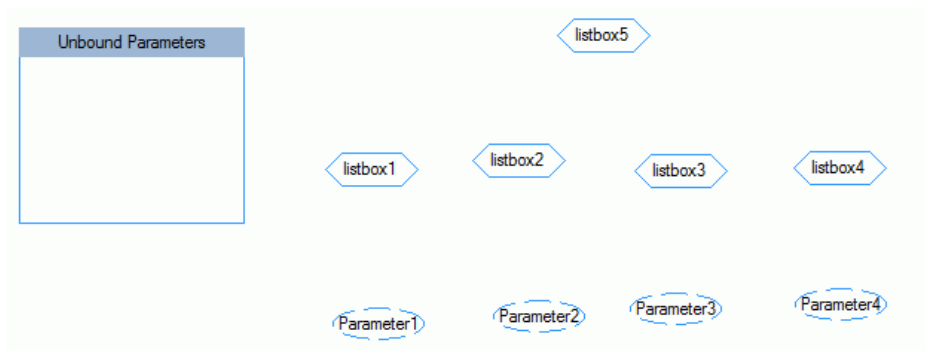 Unbound Parameters
listbox5
listbox1
listbox2
listbox3
listbox4
Parameter1
Parameter2
Parameter3
Parameter4